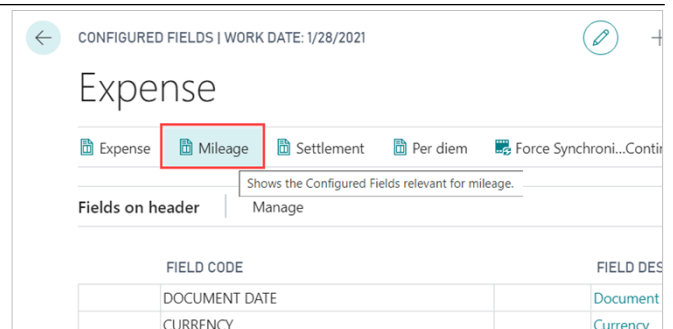 CONFIGURED FIELDS | WORK DATE: 1/28/2021
Expense
Expense Mileage Settlement Per diem Force Synchroni...Contin
Shows the Configured Fields relevant for mileage.
Fields on header Manage
FIELD CODE FIELD DES
DOCUMENT DATE Document
CURRENCY Currency